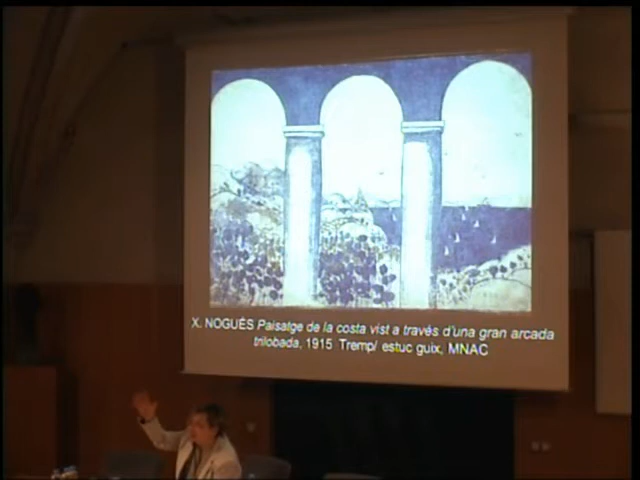 X. NOGUÉS Paisatge de la costa vist a través d'una gran arcada
trilobada, 1915 Tremp/ estuc guix, MNAC